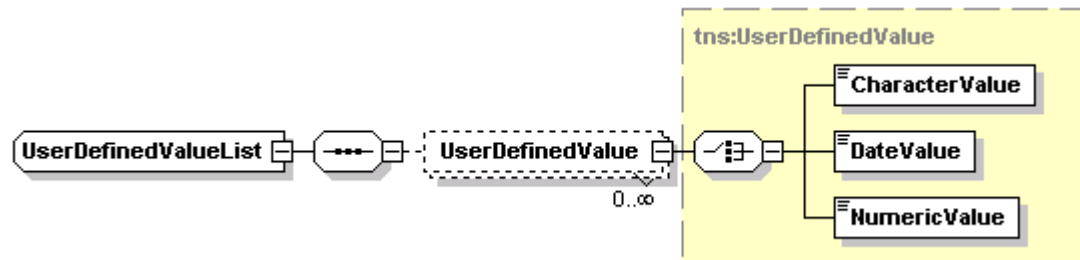 tns:UserDefinedValue
CharacterValue
UserDefinedValueList
UserDefinedValue
DateValue
0..∞
NumericValue